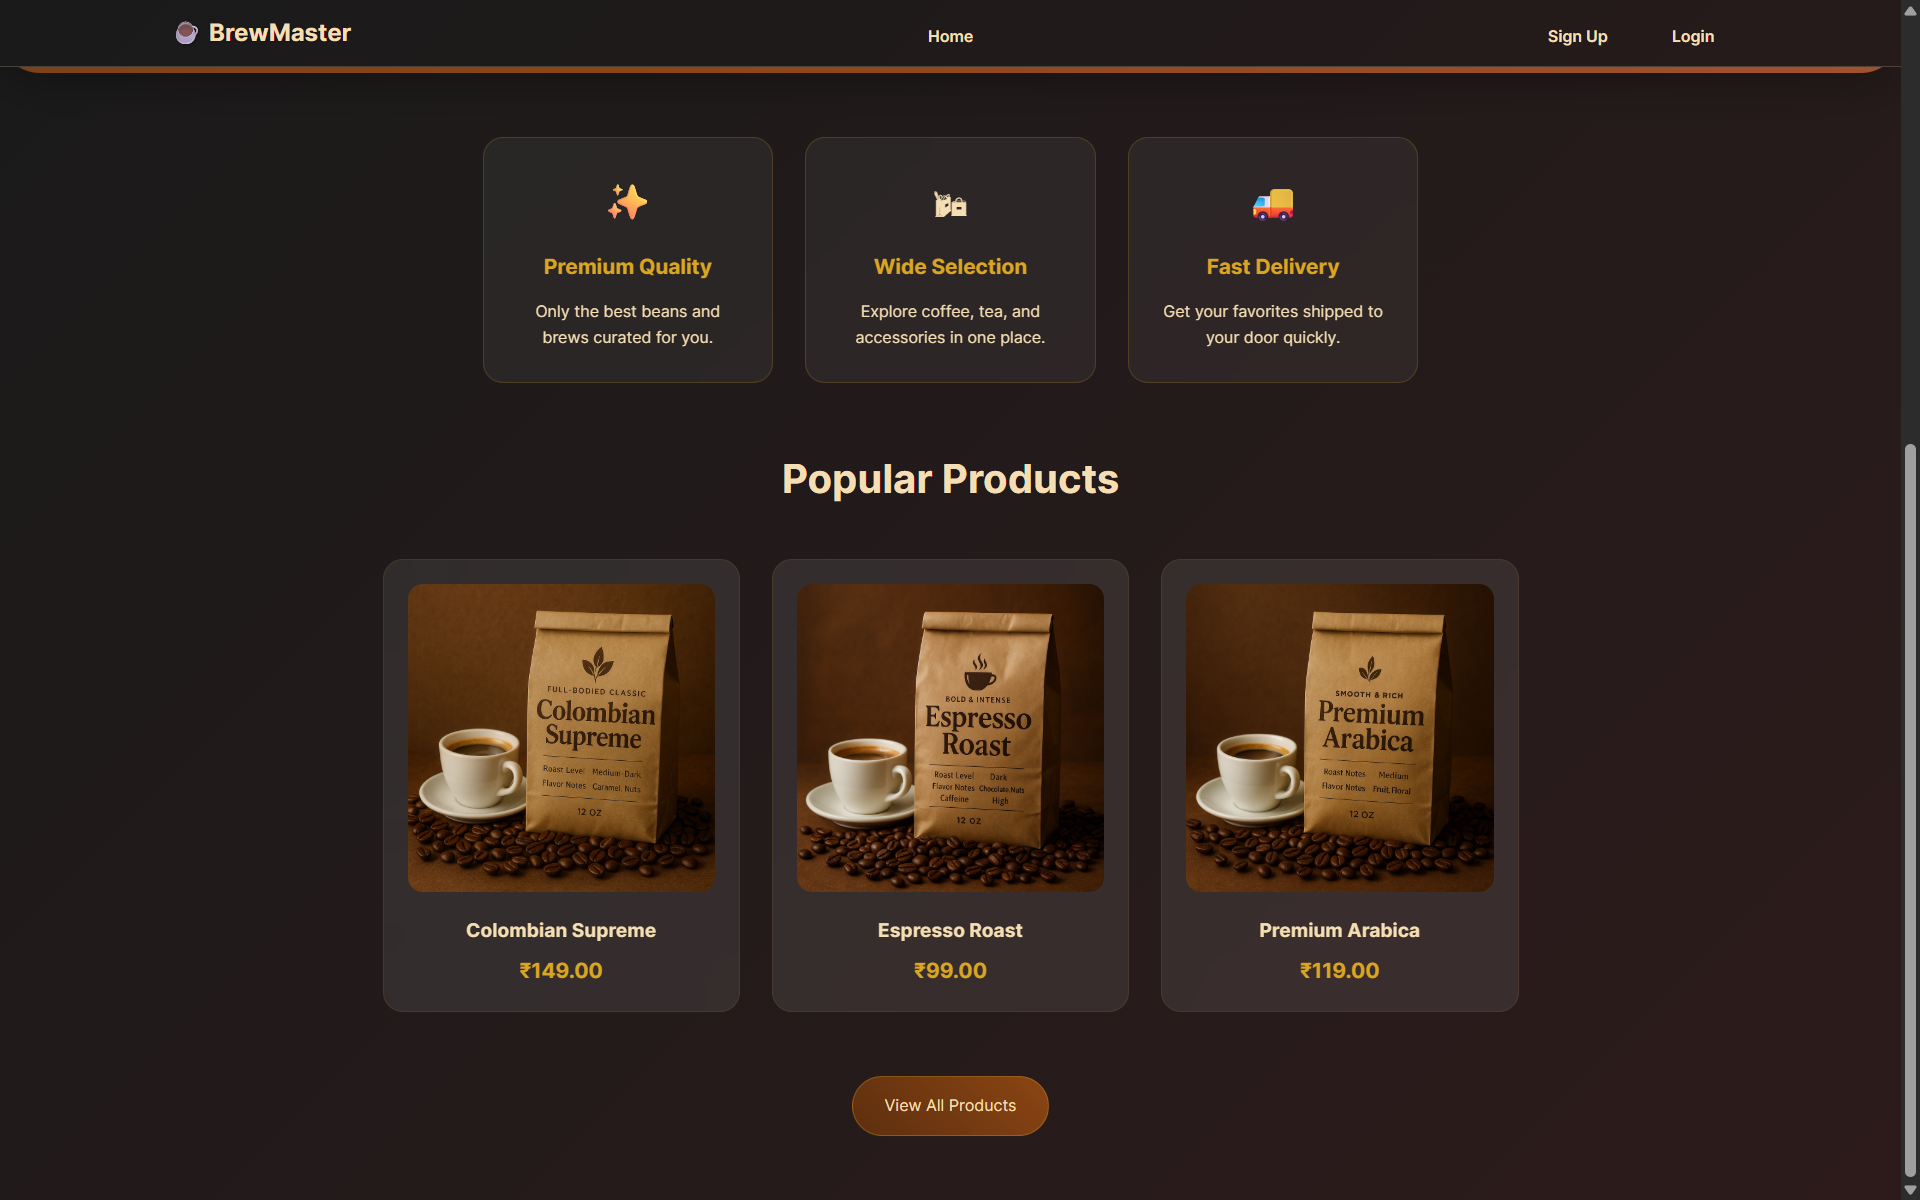 BrewMaster
Home
Sign Up
Login
Premium Quality
Only the best beans and
brews curated for you.
Wide Selection
Explore coffee, tea, and
accessories in one place.
Fast Delivery
Get your favorites shipped to
your door quickly.
Popular Products
FULL-BODIED CLASSIC
Colombian
Supreme
Roast Level Medium-Dark
Flavor Notes Caramel, Nuts
12 OZ
Colombian Supreme
₹149.00
BOLD & INTENSE
Espresso
Roast
Roast Level Dark
Flavor Notes Chocolate,Nuts
Caffeine High
12 OZ
Espresso Roast
₹99.00
SMOOTH & RICH
Premium
Arabica
Roast Notes Medium
Flavor Notes Fruit, Floral
12 OZ
Premium Arabica
₹119.00
View All Products